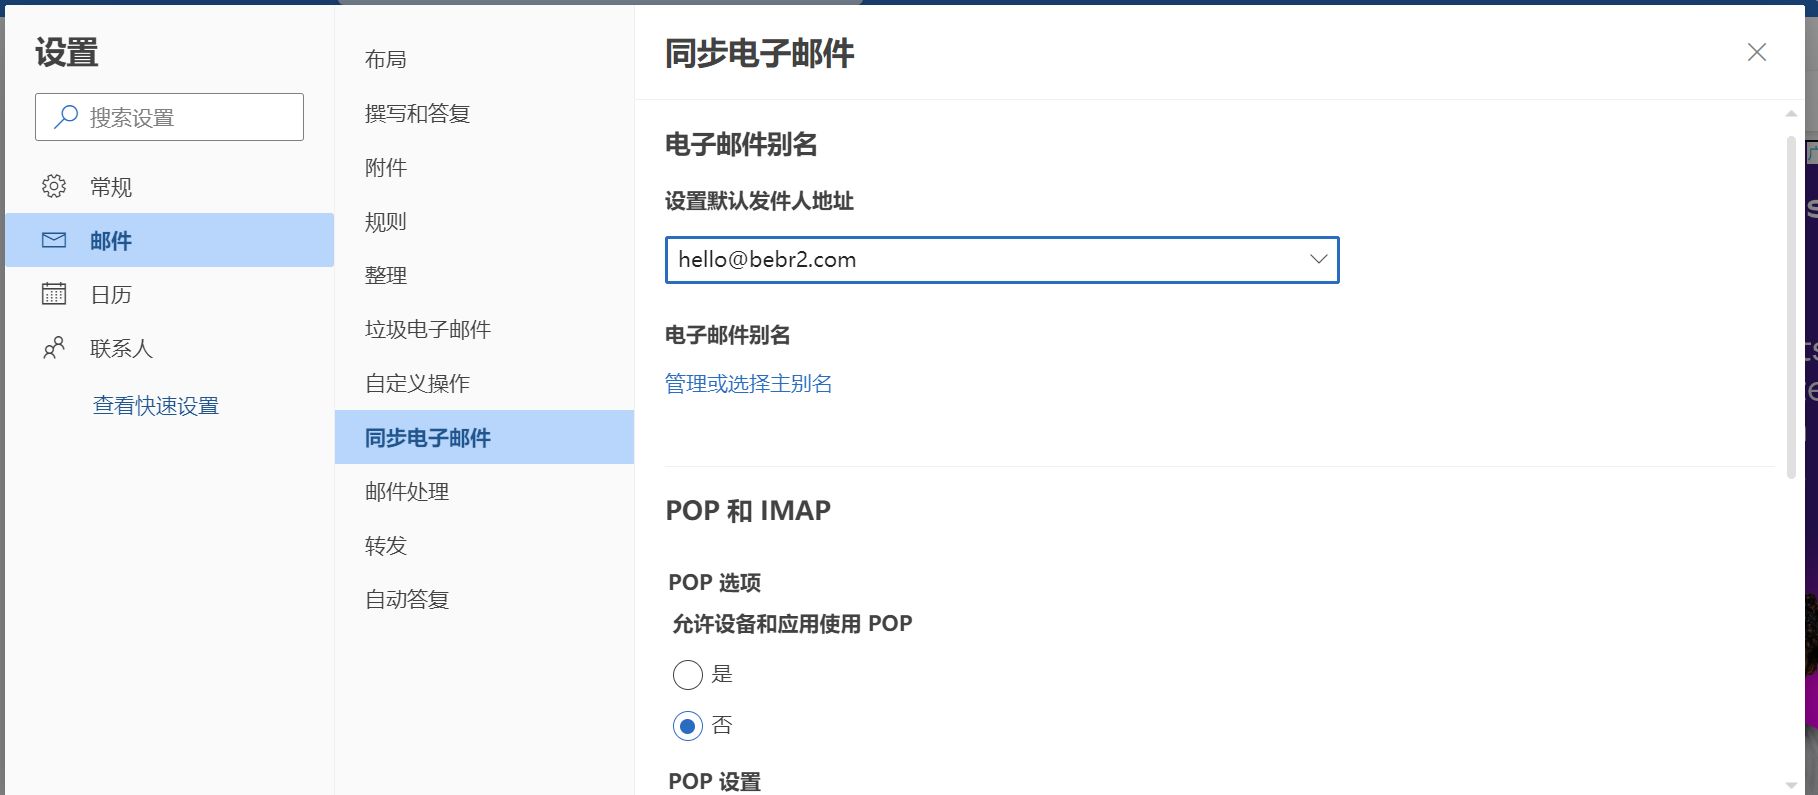 设置
搜索设置
常规
邮件
日历
联系人
查看快速设置
布局
撰写和答复
附件
规则
整理
垃圾电子邮件
自定义操作
同步电子邮件
邮件处理
转发
自动答复
同步电子邮件
电子邮件别名
设置默认发件人地址
hello@bebr2.com
电子邮件别名
管理或选择主别名
POP 和 IMAP
POP 选项
允许设备和应用使用 POP
是
否
POP 设置